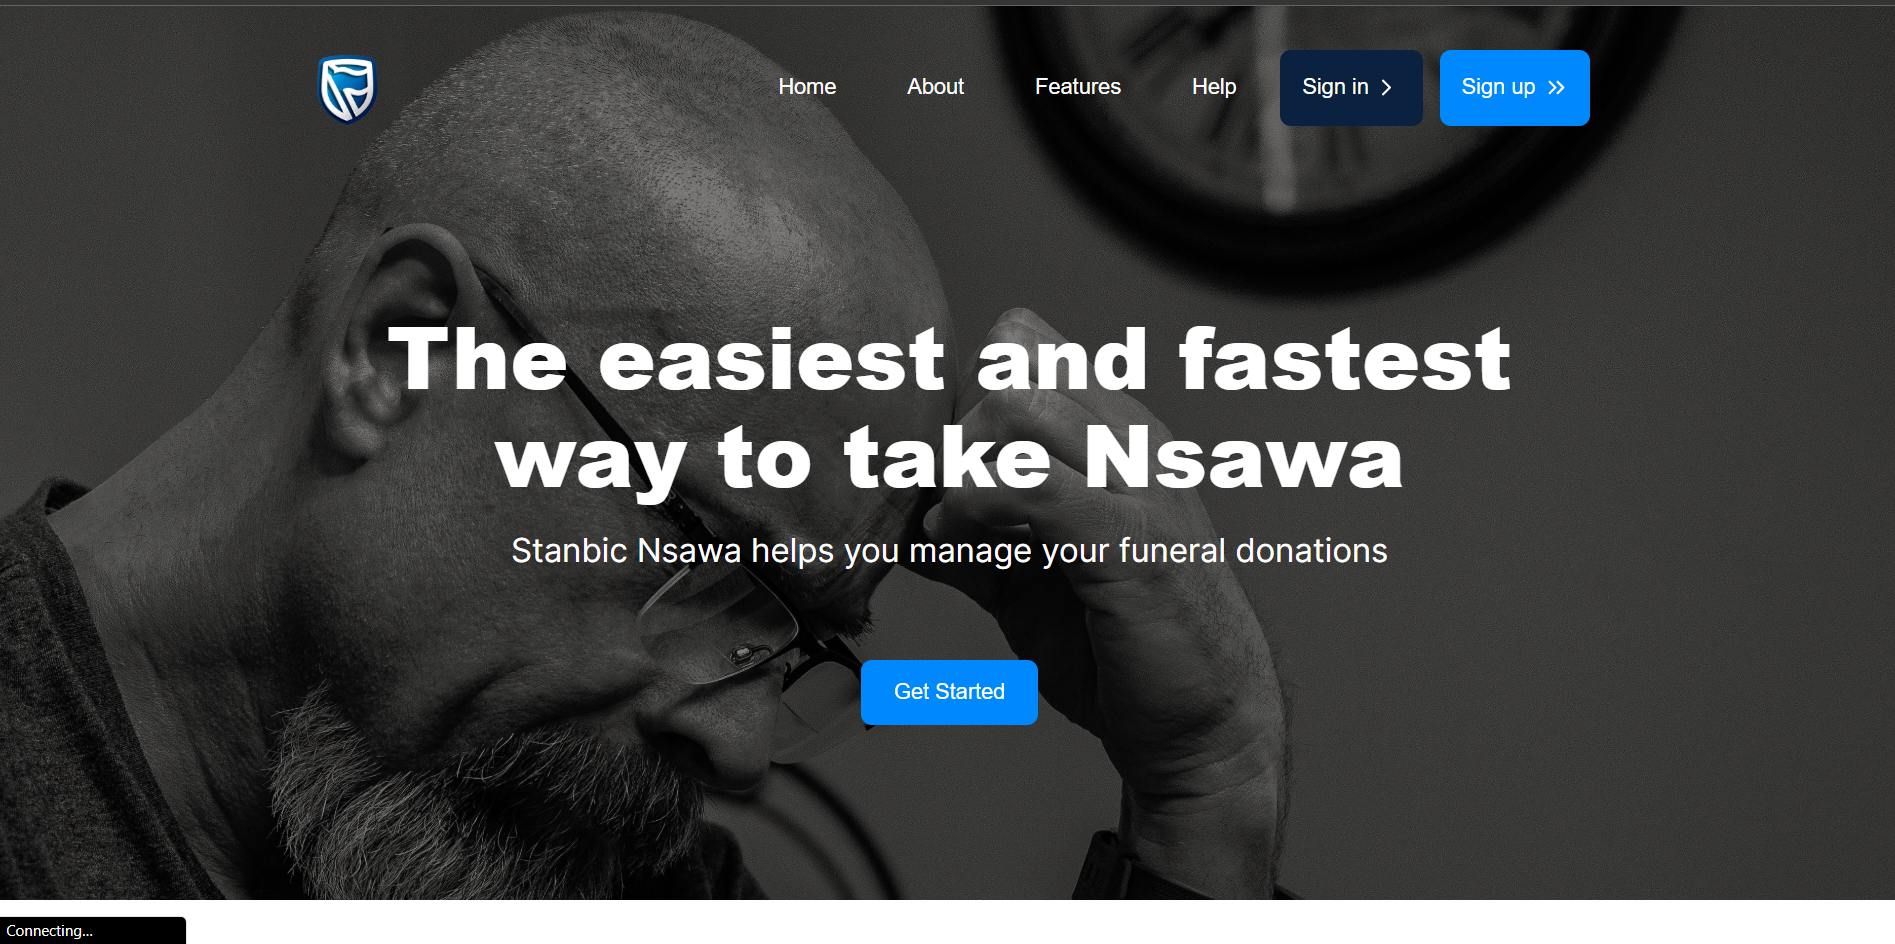 Home About Features Help Sign in Sign up
The easiest and fastest
way to take Nsawa
Stanbic Nsawa helps you manage your funeral donations
Get Started
Connecting...